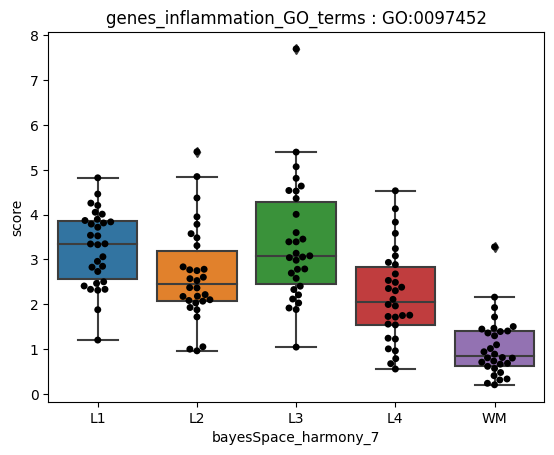 genes_inflammation_GO_terms : GO:0097452
score
8
7
6
5
4
3
2
1
0
L1 L2 L3 L4 WM
bayesSpace_harmony_7